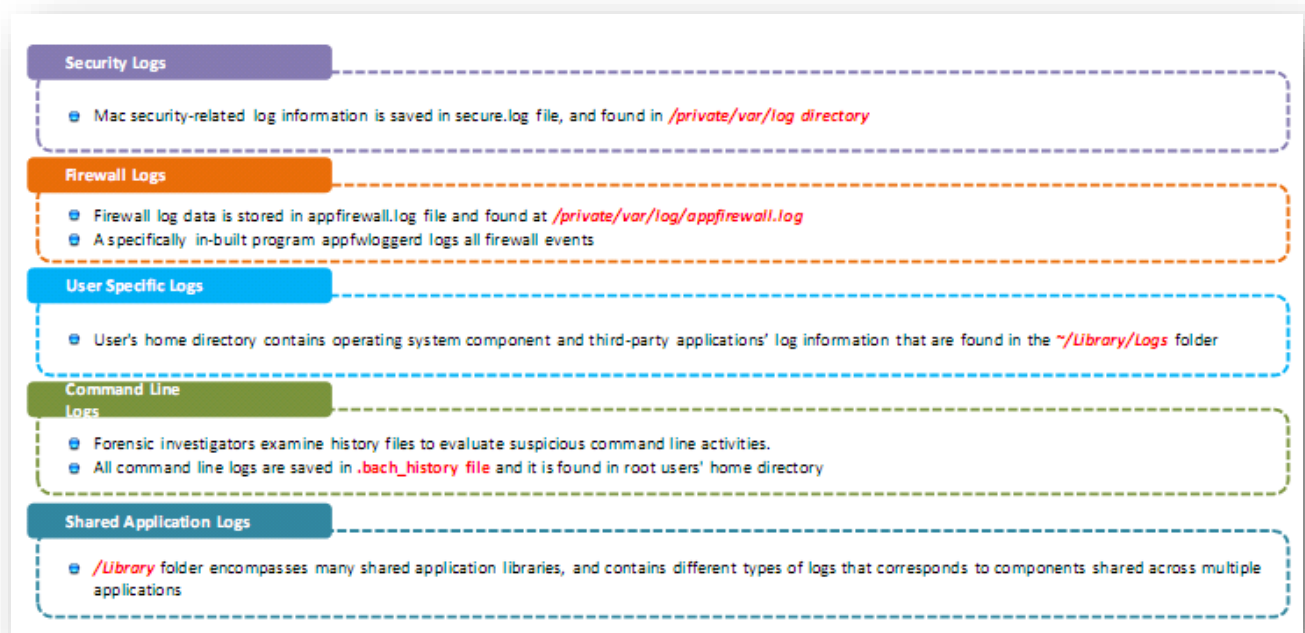 Security Logs
Mac security-related log information is saved in secure.log file, and found in /private/var/log directory
Firewall Logs
Firewall log data is stored in appfirewall.log file and found at /private/var/log/appfirewall.log
A specifically in-built program appfwloggerd logs all firewall events
User Specific Logs
User's home directory contains operating system component and third-party applications’ log information that are found in the ~/Library/Logs folder
Command Line
Logs
Forensic investigators examine history files to evaluate suspicious command line activities.
All command line logs are saved in .bach_history file and it is found in root users' home directory
Shared Application Logs
/Library folder encompasses many shared application libraries, and contains different types of logs that corresponds to components shared across multiple
applications